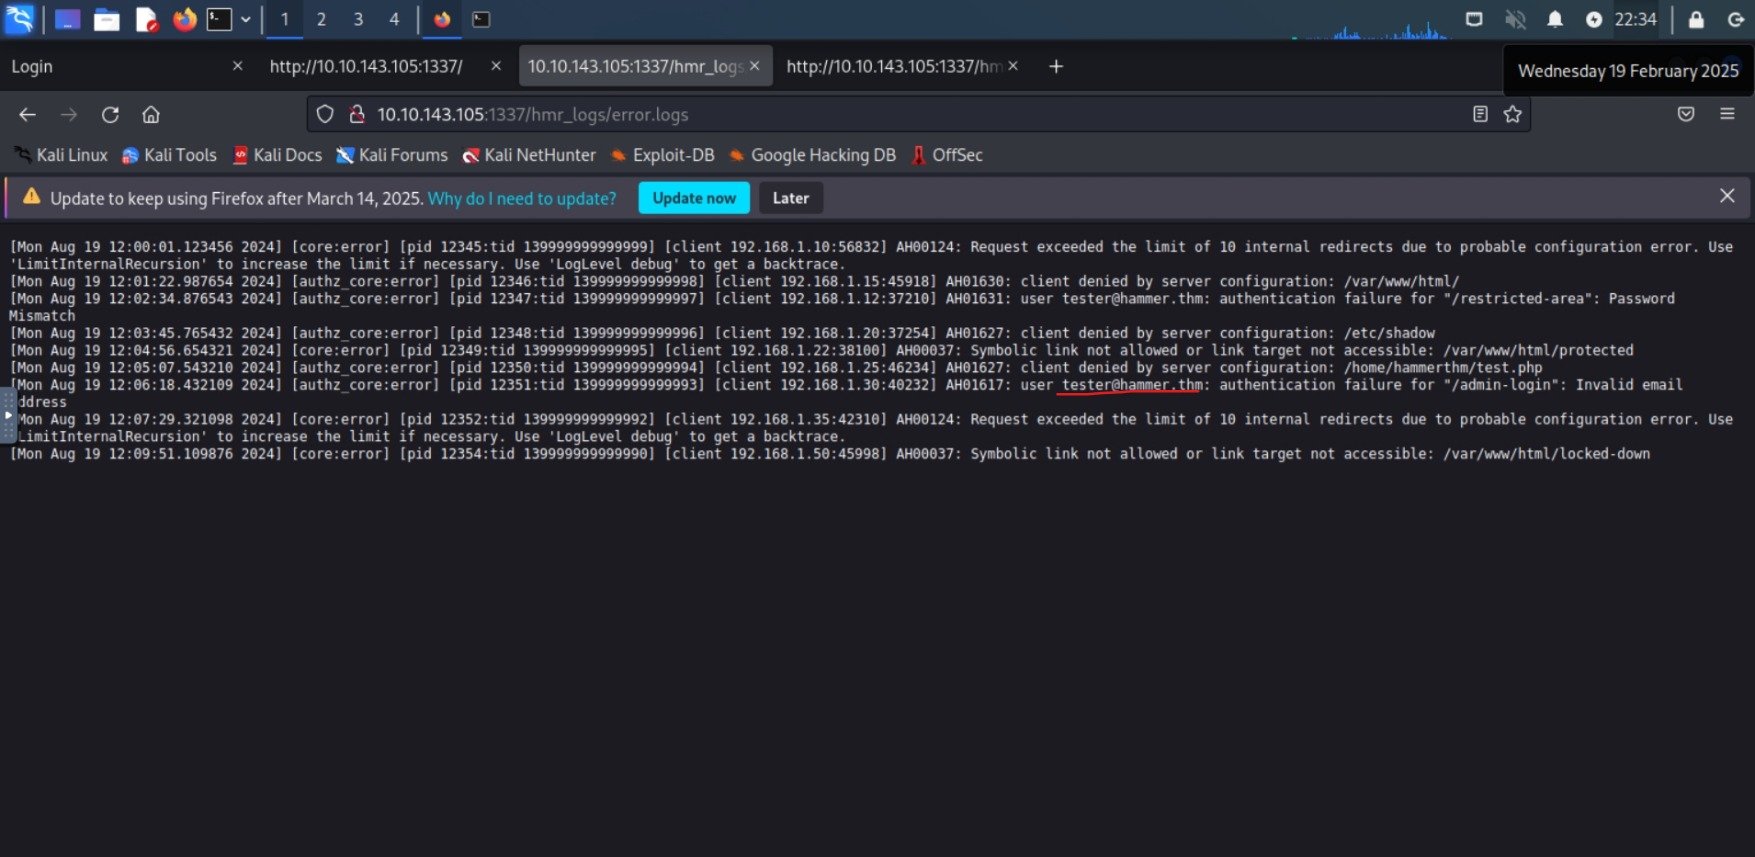 1 2 3 4 22:34
Login http://10.10.143.105:1337/ 10.10.143.105:1337/hmr_logs http://10.10.143.105:1337/hm
Wednesday 19 February 2025
10.10.143.105:1337/hmr_logs/error.logs
Kali Linux Kali Tools Kali Docs Kali Forums Kali NetHunter Exploit-DB Google Hacking DB OffSec
Update to keep using Firefox after March 14, 2025. Why do I need to update? Update now Later
[Mon Aug 19 12:00:01.123456 2024] [core:error] [pid 12345:tid 139999999999999] [client 192.168.1.10:56832] AH00124: Request exceeded the limit of 10 internal redirects due to probable configuration error. Use
'LimitInternalRecursion' to increase the limit if necessary. Use 'LogLevel debug' to get a backtrace.
[Mon Aug 19 12:01:22.987654 2024] [authz_core:error] [pid 12346:tid 139999999999998] [client 192.168.1.15:45918] AH01630: client denied by server configuration: /var/www/html/
[Mon Aug 19 12:02:34.876543 2024] [authz_core:error] [pid 12347:tid 139999999999997] [client 192.168.1.12:37210] AH01631: user tester@hammer.thm: authentication failure for "/restricted-area": Password
Mismatch
[Mon Aug 19 12:03:45.765432 2024] [authz_core:error] [pid 12348:tid 139999999999996] [client 192.168.1.20:37254] AH01627: client denied by server configuration: /etc/shadow
[Mon Aug 19 12:04:56.654321 2024] [core:error] [pid 12349:tid 139999999999995] [client 192.168.1.22:38100] AH00037: Symbolic link not allowed or link target not accessible: /var/www/html/protected
[Mon Aug 19 12:05:07.543210 2024] [authz_core:error] [pid 12350:tid 139999999999994] [client 192.168.1.25:46234] AH01627: client denied by server configuration: /home/hammerthm/test.php
[Mon Aug 19 12:06:18.432109 2024] [authz_core:error] [pid 12351:tid 139999999999993] [client 192.168.1.30:40232] AH01617: user tester@hammer.thm: authentication failure for "/admin-login": Invalid email
ddress
Mon Aug 19 12:07:29.321098 2024] [core:error] [pid 12352:tid 139999999999992] [client 192.168.1.35:42310] AH00124: Request exceeded the limit of 10 internal redirects due to probable configuration error. Use
LimitInternalRecursion' to increase the limit if necessary. Use 'LogLevel debug' to get a backtrace.
[Mon Aug 19 12:09:51.109876 2024] [core:error] [pid 12354:tid 139999999999990] [client 192.168.1.50:45998] AH00037: Symbolic link not allowed or link target not accessible: /var/www/html/locked-down